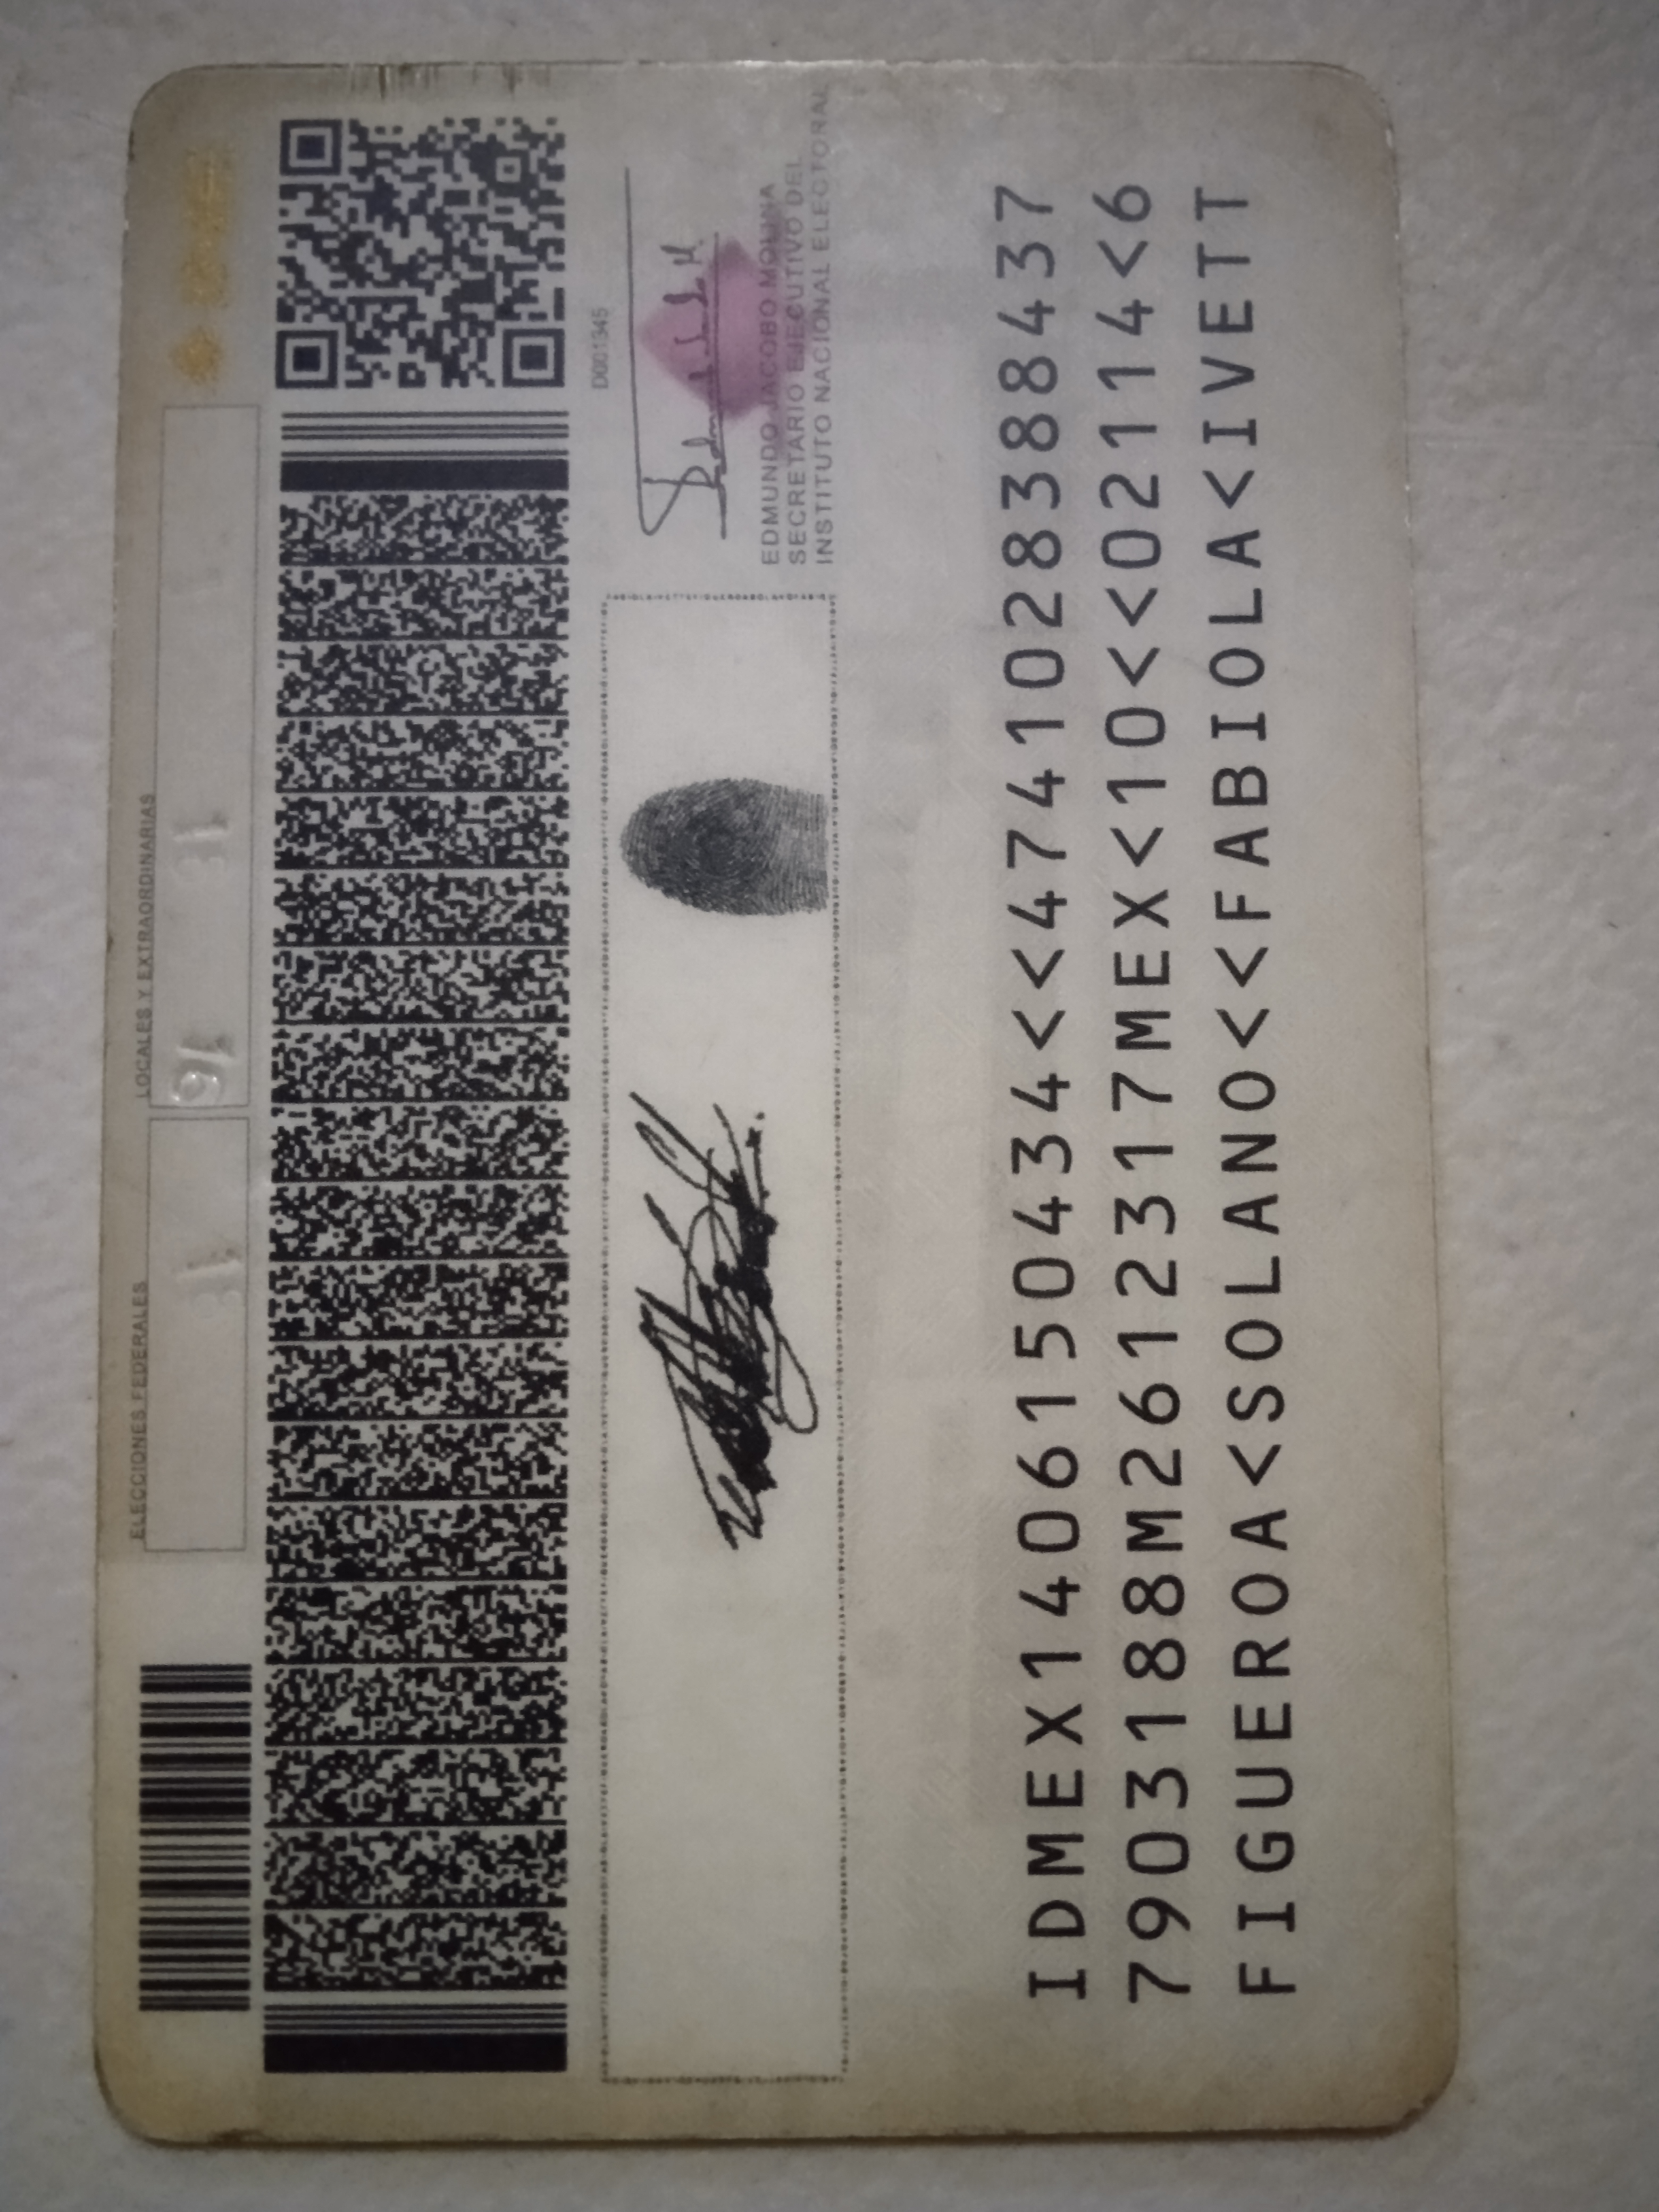 ELECCIONES FEDERALES
LOCALES Y EXTRAORDINARIAS
D001345
EDMUNDO JACOBO MOLINA
SECRETARIO EJECUTIVO DEL
INSTITUTO NACIONAL ELECTORAL
IDMEX1406150434<<4741028388437
7903188M2612317MEX<10<<02114<6
FIGUEROA<SOLANO<<FABIOLA<IVETT